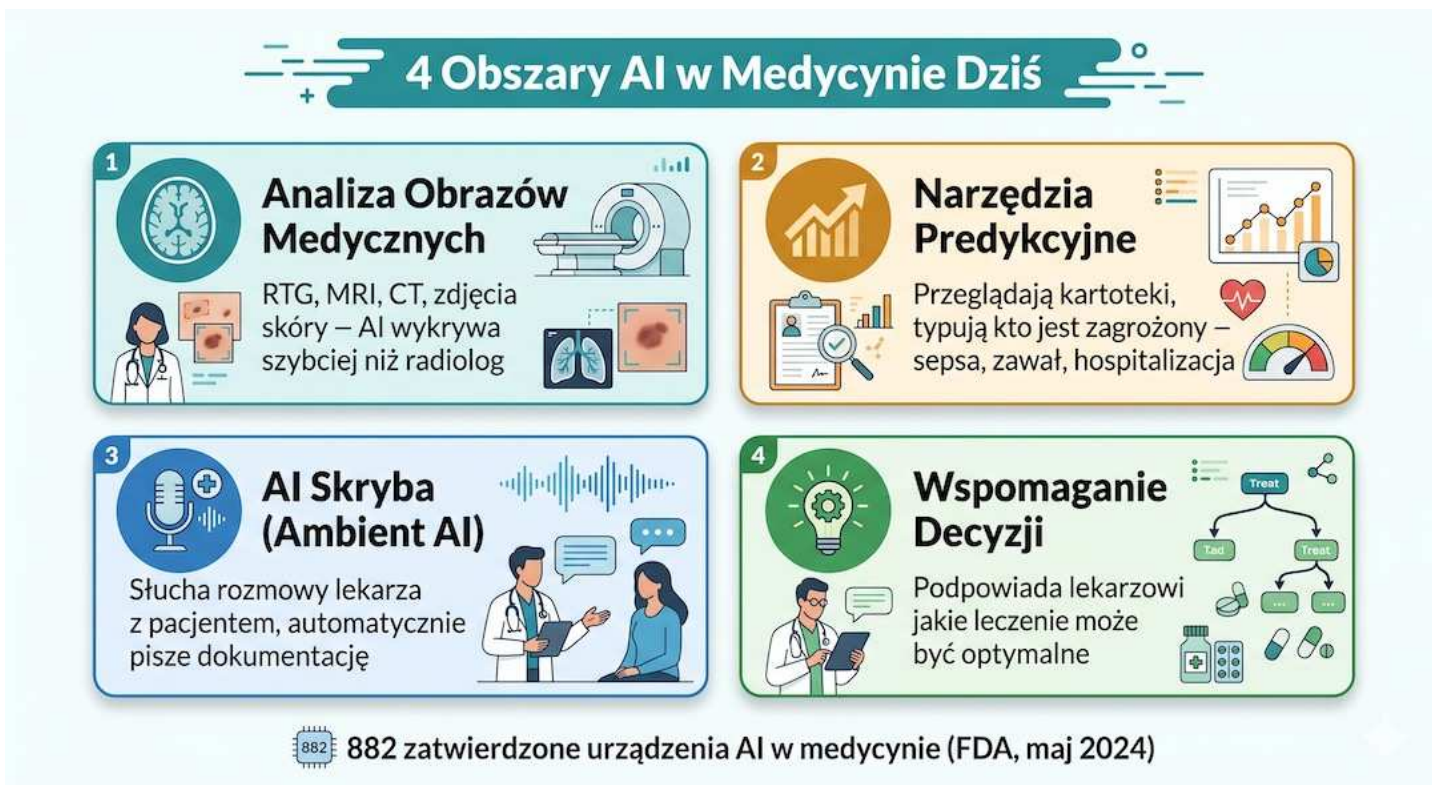 4 Obszary AI w Medycynie Dziś
1
Analiza Obrazów
Medycznych
RTG, MRI, CT, zdjęcia
skóry – AI wykrywa
szybciej niż radiolog
2
Narzędzia
Predykcyjne
Przeglądają kartoteki,
typują kto jest zagrożony –
sepsa, zawał, hospitalizacja
3
AI Skryba
(Ambient AI)
Słucha rozmowy lekarza
z pacjentem, automatycznie
pisze dokumentację
4
Wspomaganie
Decyzji
Podpowiada lekarzowi
jakie leczenie może
być optymalne
Treat
Tad
Treat
...
...
882
882 zatwierdzone urządzenia AI w medycynie (FDA, maj 2024)